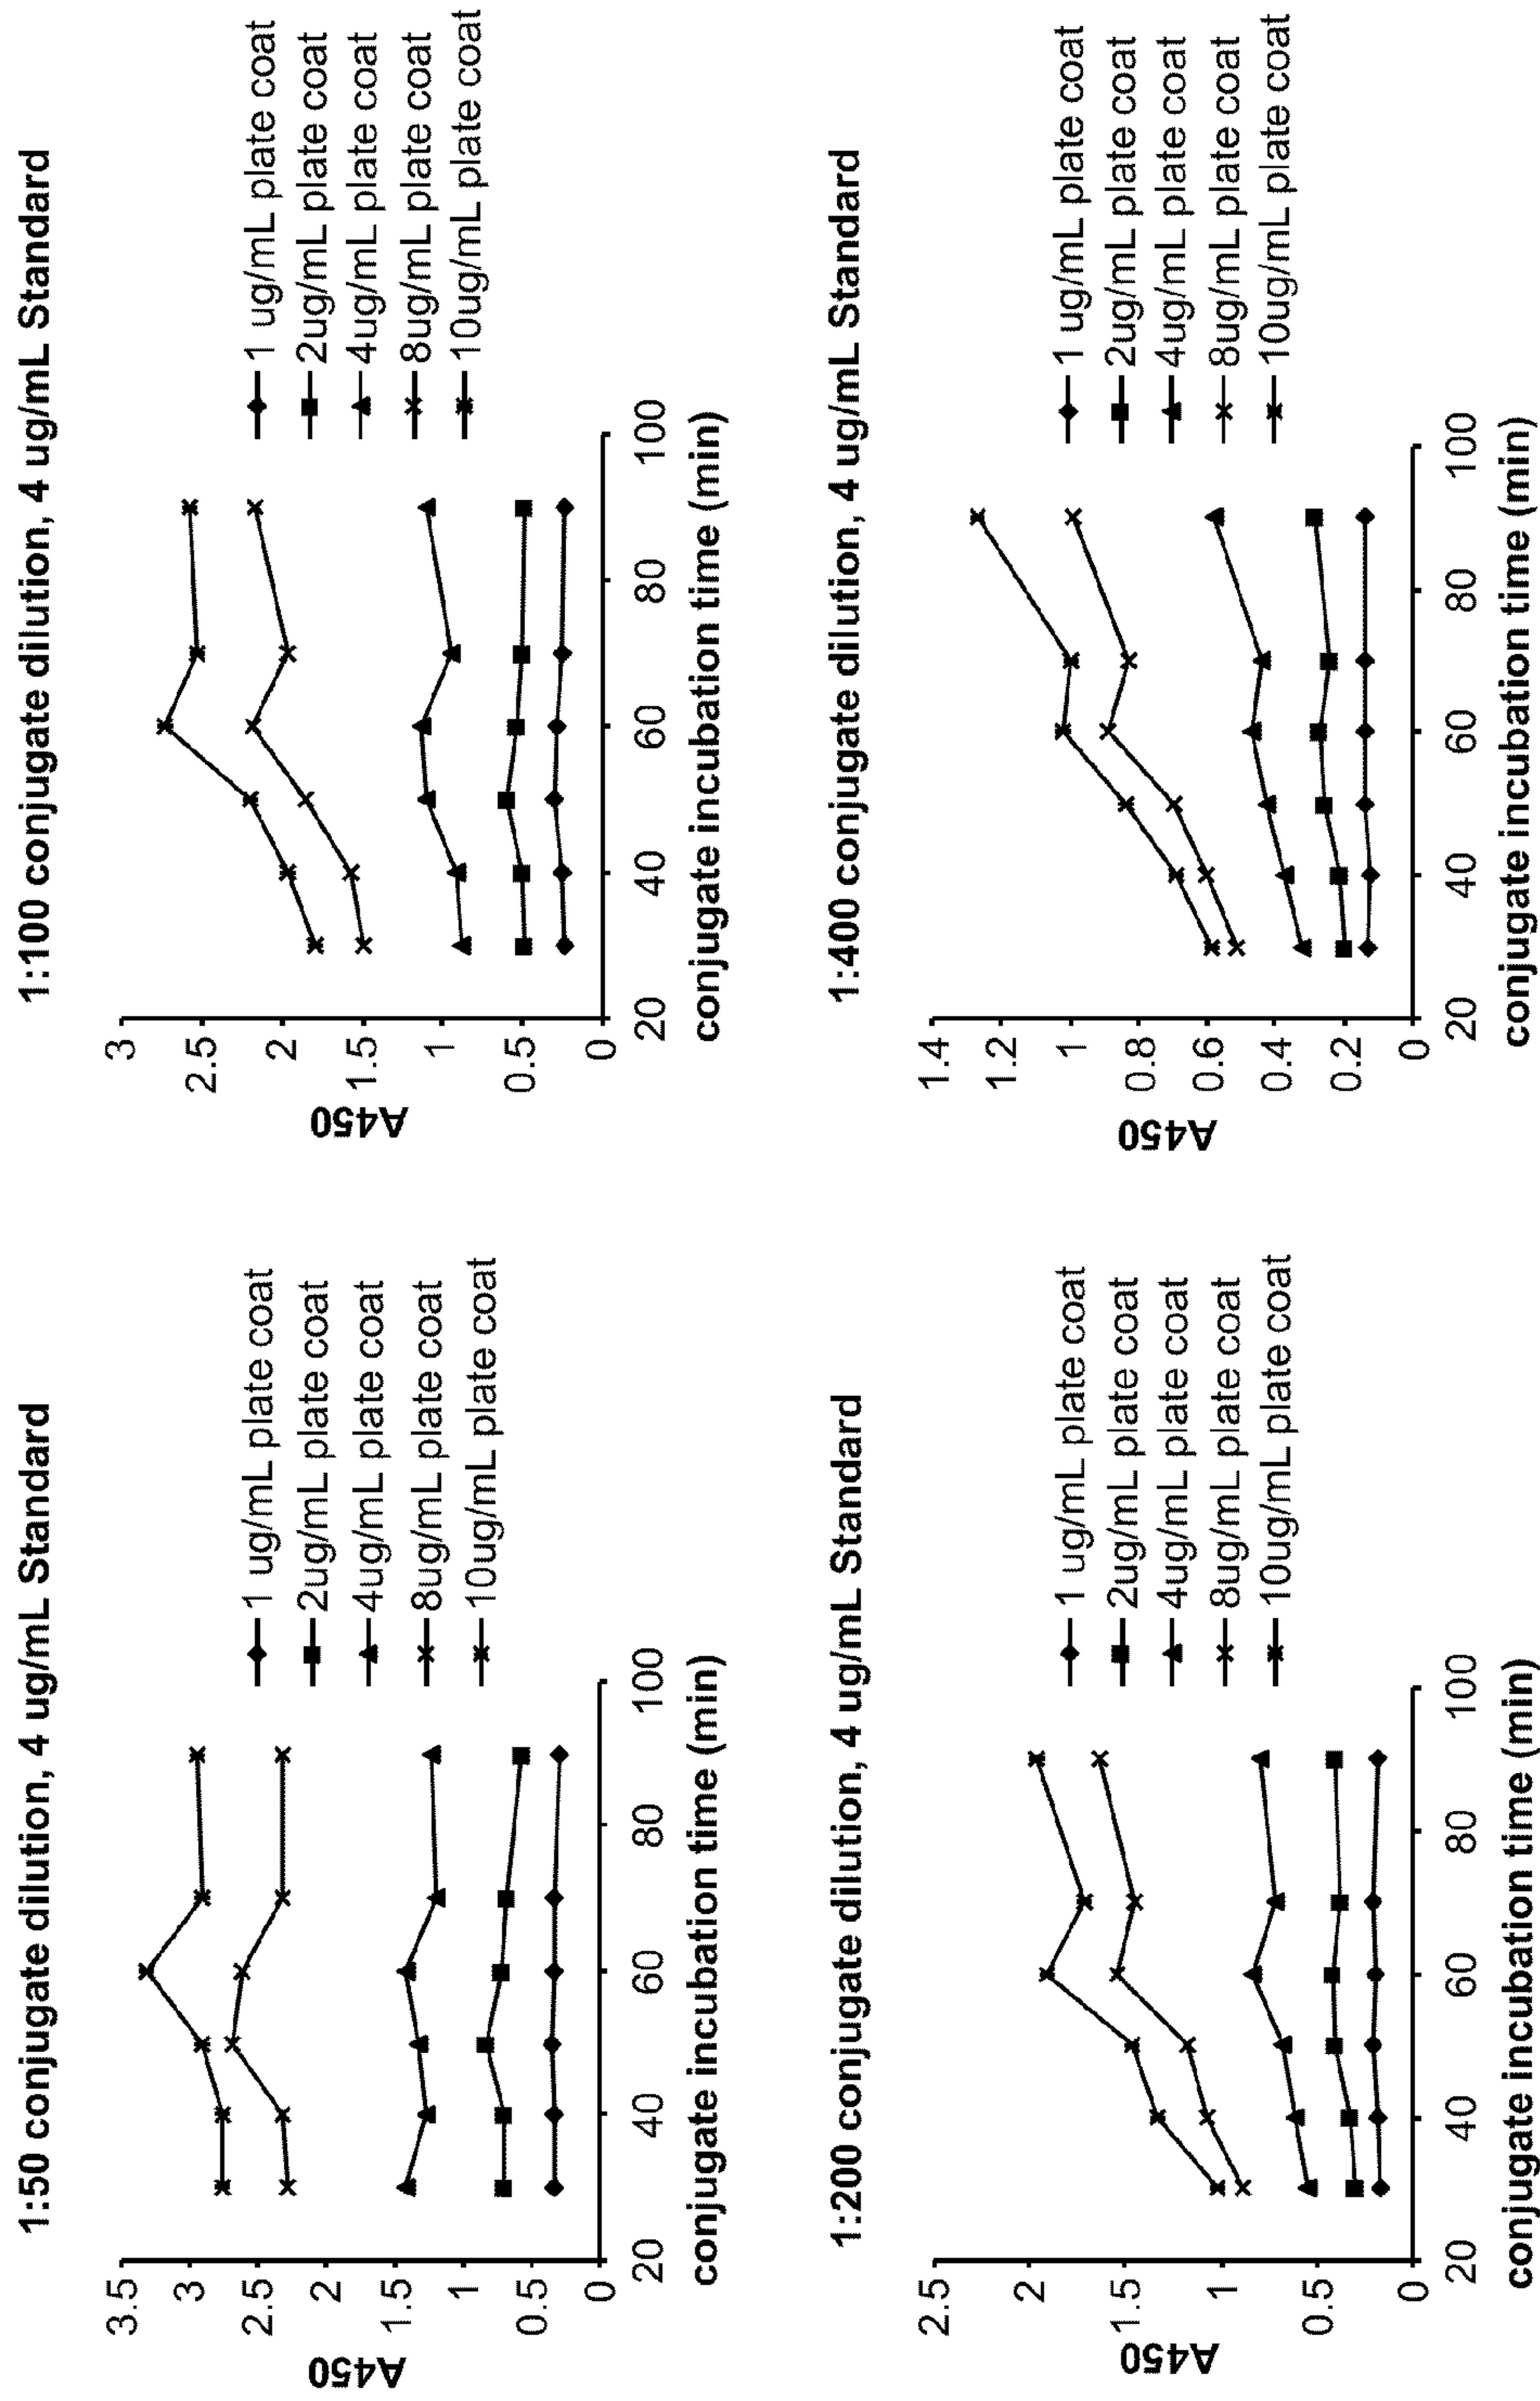 1:50 conjugate dilution, 4 ug/mL Standard
3.5
3
2.5
2
1.5
1
0.5
0
A450
20
40
60
80
100
conjugate incubation time (min)
1 ug/mL plate coat
2ug/mL plate coat
4ug/mL plate coat
8ug/mL plate coat
10ug/mL plate coat
1:100 conjugate dilution, 4 ug/mL Standard
3
2.5
2
1.5
1
0.5
0
A450
20
40
60
80
100
conjugate incubation time (min)
1 ug/mL plate coat
2ug/mL plate coat
4ug/mL plate coat
8ug/mL plate coat
10ug/mL plate coat
1:200 conjugate dilution, 4 ug/mL Standard
2.5
2
1.5
1
0.5
0
A450
20
40
60
80
100
conjugate incubation time (min)
1 ug/mL plate coat
2ug/mL plate coat
4ug/mL plate coat
8ug/mL plate coat
10ug/mL plate coat
1:400 conjugate dilution, 4 ug/mL Standard
1.4
1.2
1
0.8
0.6
0.4
0.2
0
A450
20
40
60
80
100
conjugate incubation time (min)
1 ug/mL plate coat
2ug/mL plate coat
4ug/mL plate coat
8ug/mL plate coat
10ug/mL plate coat